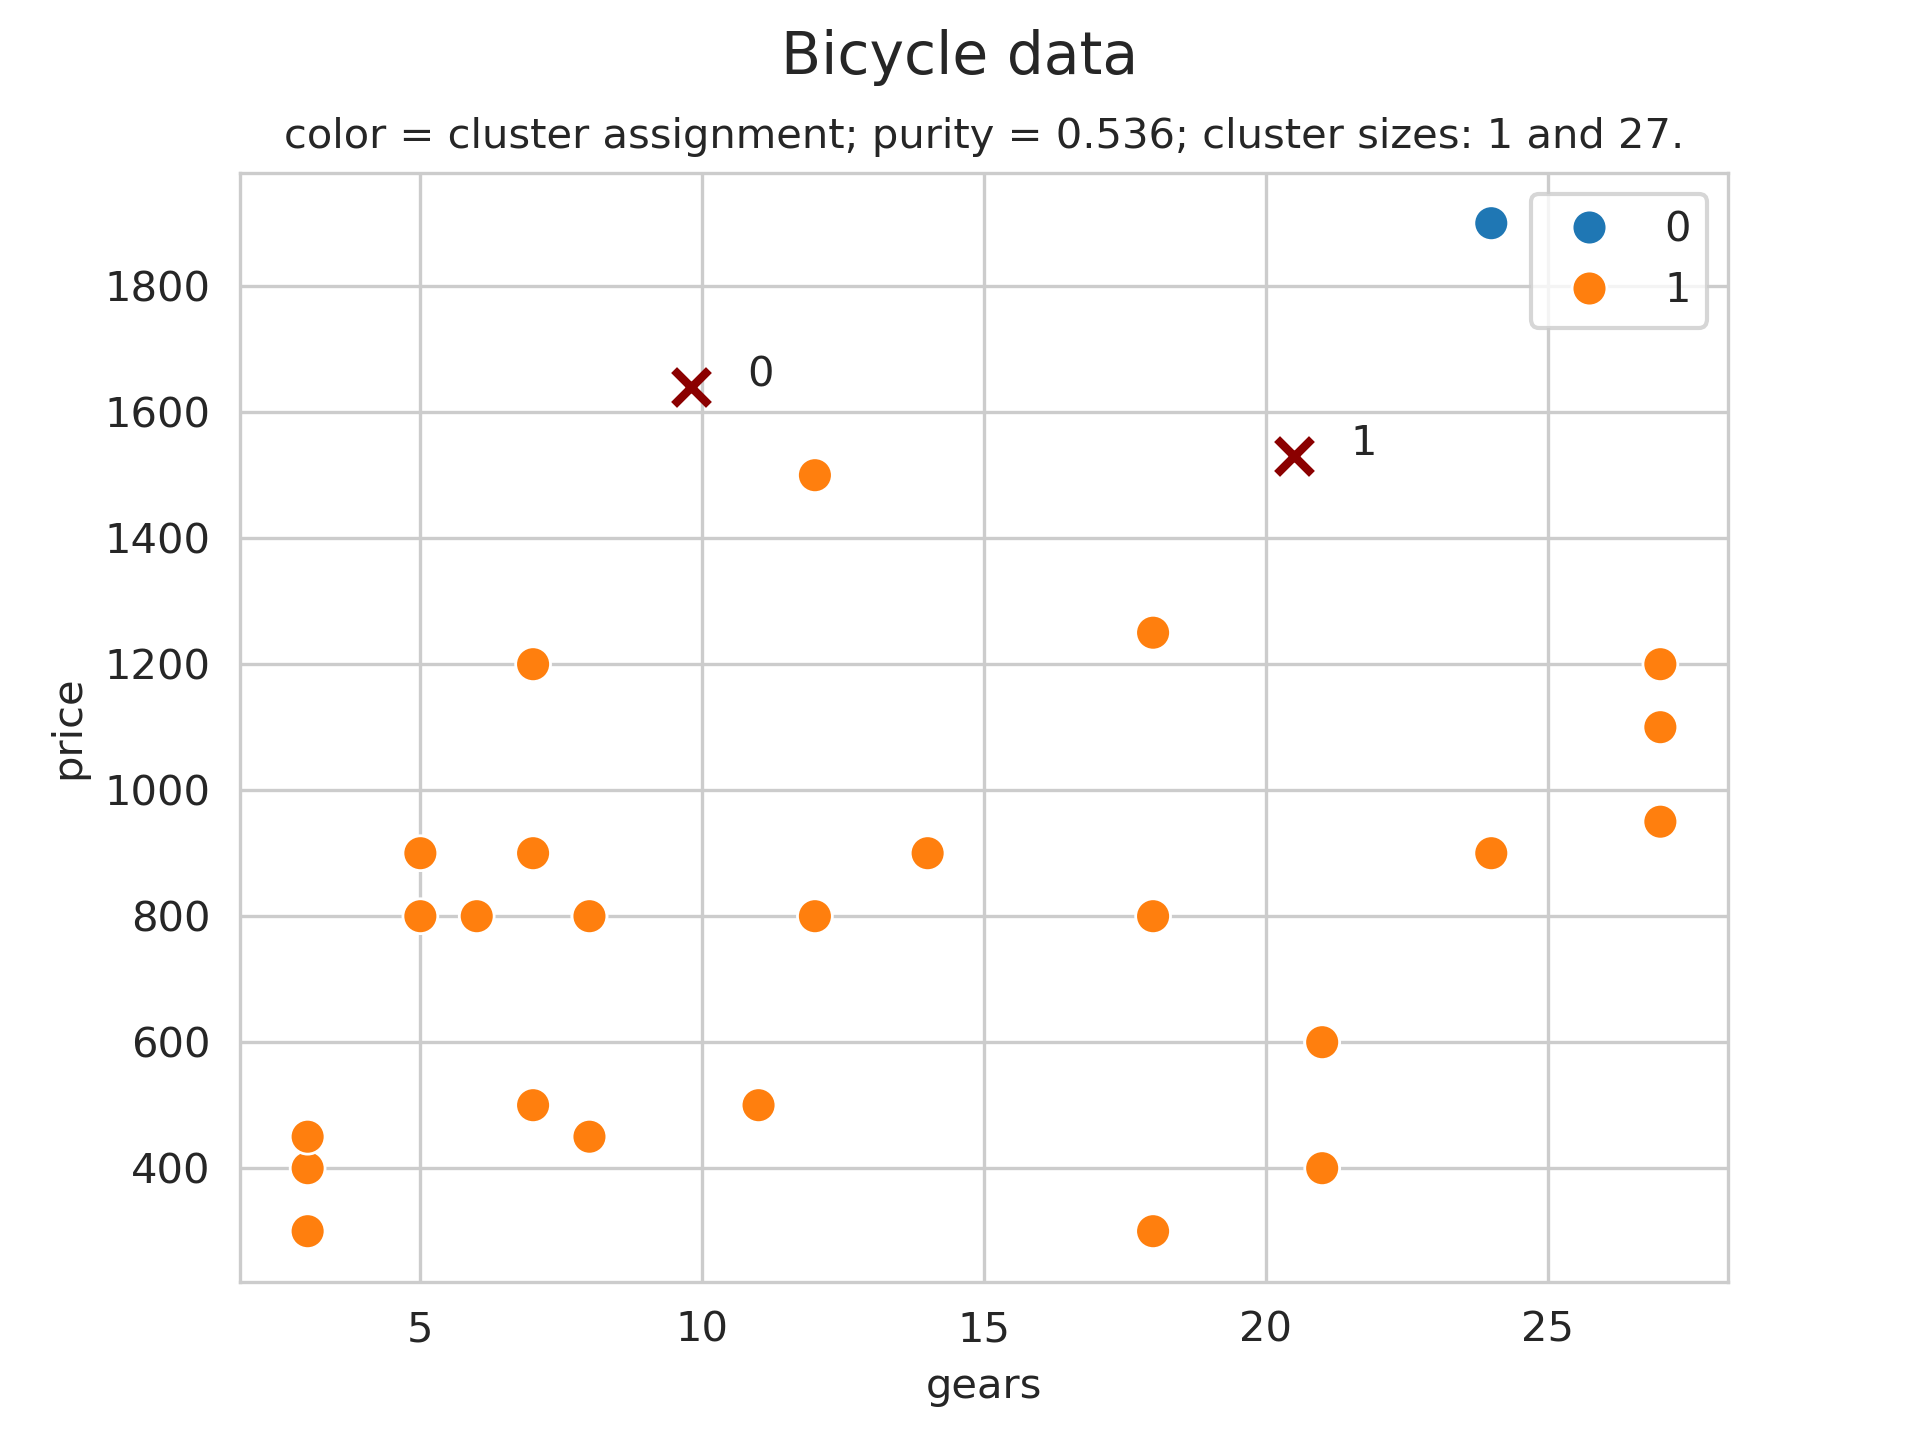 Bicycle data
color = cluster assignment; purity = 0.536; cluster sizes: 1 and 27.
0
1
0
1
price
1800
1600
1400
1200
1000
800
600
400
5 10 15 20 25
gears